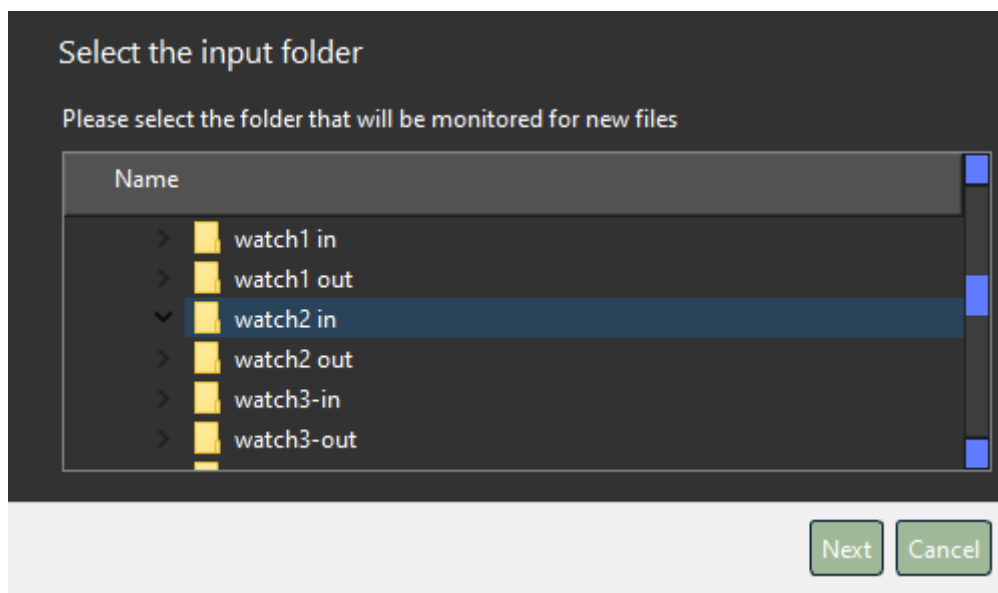 Select the input folder
Please select the folder that will be monitored for new files
Name
watch1 in
watch1 out
watch2 in
watch2 out
watch3-in
watch3-out
Next Cancel